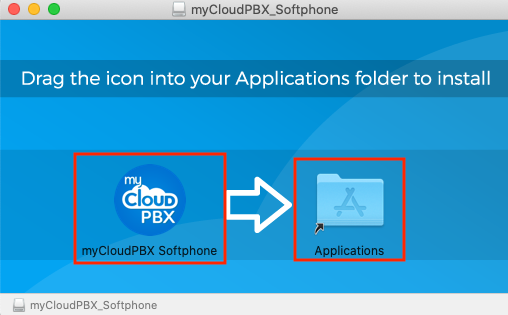 myCloudPBX_Softphone
Drag the icon into your Applications folder to install
my
Cloud
PBX
myCloudPBX Softphone
Applications
myCloudPBX_Softphone